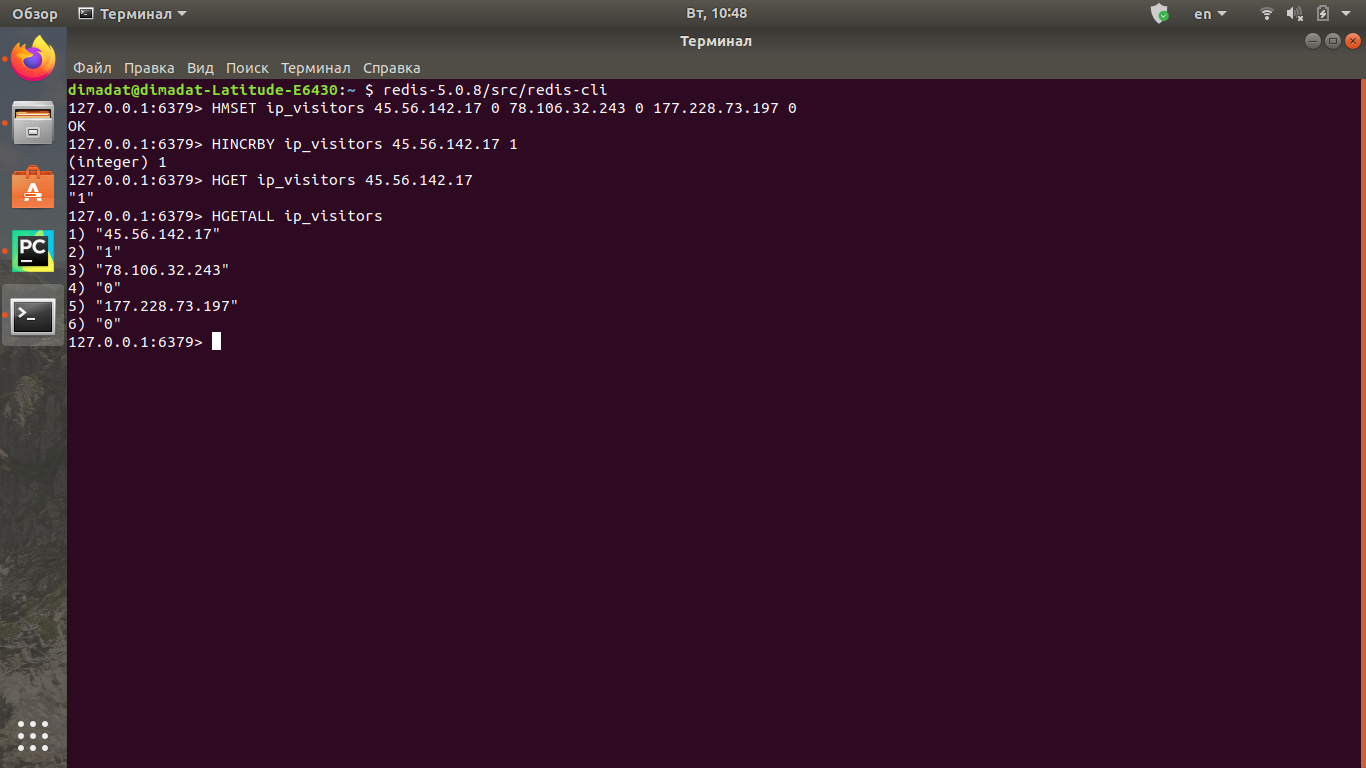 Обзор Терминал Вт, 10:48 en
Терминал
Файл Правка Вид Поиск Терминал Справка
dimadat@dimadat-Latitude-E6430:~ $ redis-5.0.8/src/redis-cli
127.0.0.1:6379> HMSET ip_visitors 45.56.142.17 0 78.106.32.243 0 177.228.73.197 0
OK
127.0.0.1:6379> HINCRBY ip_visitors 45.56.142.17 1
(integer) 1
127.0.0.1:6379> HGET ip_visitors 45.56.142.17
"1"
127.0.0.1:6379> HGETALL ip_visitors
1) "45.56.142.17"
2) "1"
3) "78.106.32.243"
4) "0"
5) "177.228.73.197"
6) "0"
127.0.0.1:6379>
PC